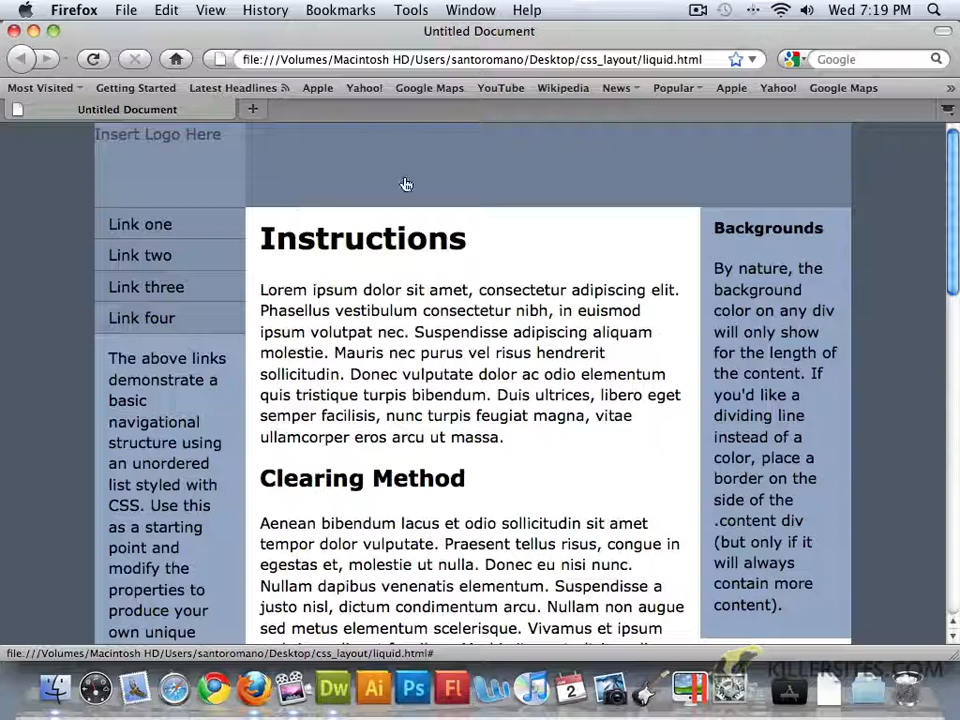 Firefox File Edit View History Bookmarks Tools Window Help Wed 7:19 PM
Untitled Document
file:///Volumes/Macintosh HD/Users/santoromano/Desktop/css_layout/liquid.html Google
Most Visited Getting Started Latest Headlines Apple Yahoo! Google Maps YouTube Wikipedia News Popular Apple Yahoo! Google Maps »
Untitled Document
Insert Logo Here
Link one
Link two
Link three
Link four
The above links
demonstrate a
basic
navigational
structure using
an unordered
list styled with
CSS. Use this
as a starting
point and
modify the
properties to
produce your
own unique
Instructions
Lorem ipsum dolor sit amet, consectetur adipiscing elit.
Phasellus vestibulum consectetur nibh, in euismod
ipsum volutpat nec. Suspendisse adipiscing aliquam
molestie. Mauris nec purus vel risus hendrerit
sollicitudin. Donec vulputate dolor ac odio elementum
quis tristique turpis bibendum. Duis ultrices, libero eget
semper facilisis, nunc turpis feugiat magna, vitae
ullamcorper eros arcu ut massa.
Clearing Method
Aenean bibendum lacus et odio sollicitudin sit amet
tempor dolor vulputate. Praesent tellus risus, congue in
egestas et, molestie ut nulla. Donec eu nisi nunc.
Nullam dapibus venenatis elementum. Suspendisse a
justo nisl, dictum condimentum arcu. Nullam non augue
sed metus elementum scelerisque. Vivamus et ipsum
Backgrounds
By nature, the
background
color on any div
will only show
for the length of
the content. If
you'd like a
dividing line
instead of a
color, place a
border on the
side of the
.content div
(but only if it
will always
contain more
content).
file:///Volumes/Macintosh HD/Users/santoromano/Desktop/css_layout/liquid.html#
KILLERSITES.COM
Dw Ai Ps Fl 2